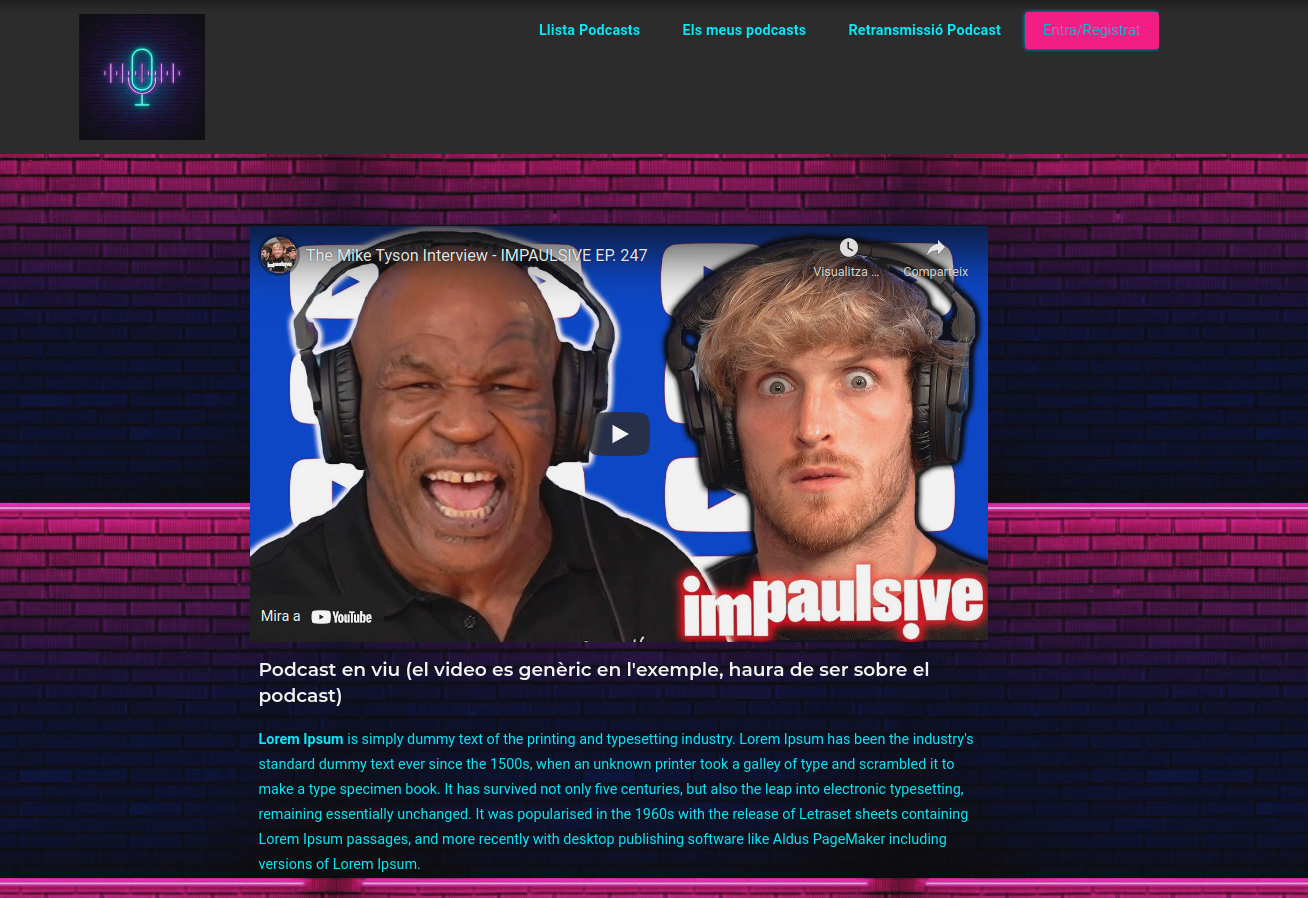 Llista Podcasts
Els meus podcasts
Retransmissió Podcast
Entra/Registrat
The Mike Tyson Interview - IMPAULSIVE EP. 247
Visualitza ...
Comparteix
impaulsive
Mira a YouTube
Podcast en viu (el video es genèric en l'exemple, haura de ser sobre el
podcast)
Lorem Ipsum is simply dummy text of the printing and typesetting industry. Lorem Ipsum has been the industry's
standard dummy text ever since the 1500s, when an unknown printer took a galley of type and scrambled it to
make a type specimen book. It has survived not only five centuries, but also the leap into electronic typesetting,
remaining essentially unchanged. It was popularised in the 1960s with the release of Letraset sheets containing
Lorem Ipsum passages, and more recently with desktop publishing software like Aldus PageMaker including
versions of Lorem Ipsum.